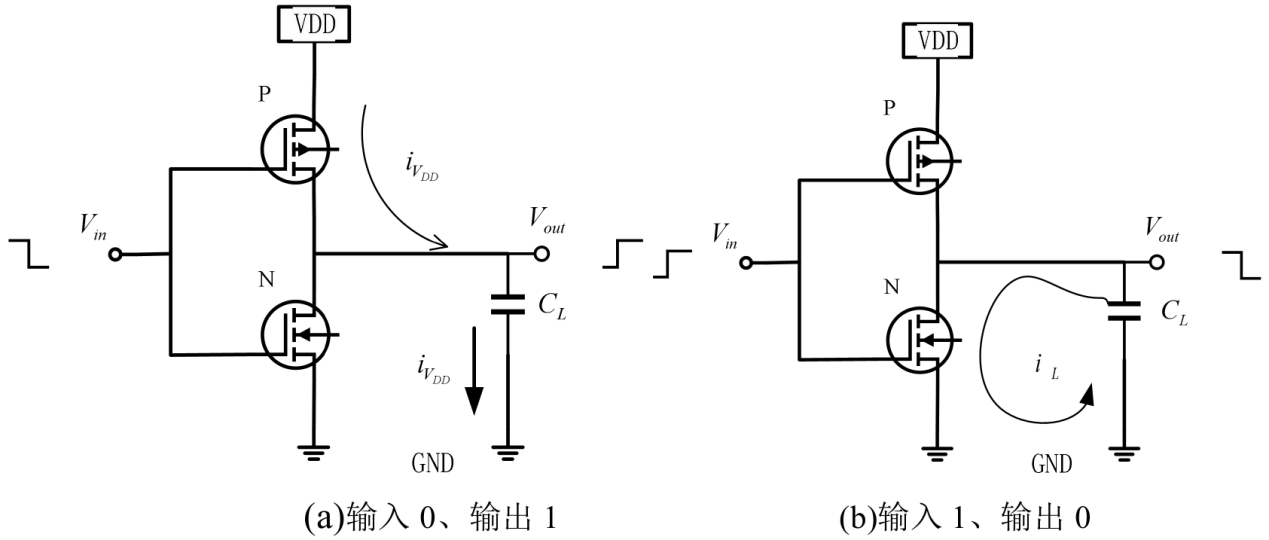 VDD
P
i_{V_{DD}}
V_{in}
V_{out}
N
C_L
i_{V_{DD}}
GND
(a)输入 0、输出 1
VDD
P
V_{in}
V_{out}
N
C_L
i_L
GND
(b)输入 1、输出 0